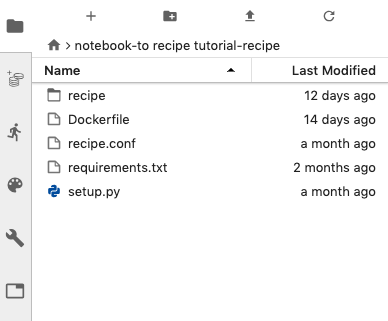 > notebook-to recipe tutorial-recipe
Name Last Modified
recipe 12 days ago
Dockerfile 14 days ago
recipe.conf a month ago
requirements.txt 2 months ago
setup.py a month ago